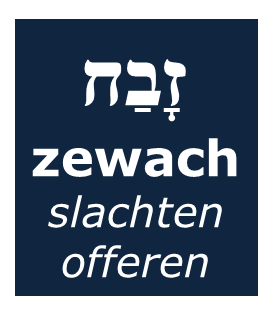 זָבַח
zewach
slachten
offeren